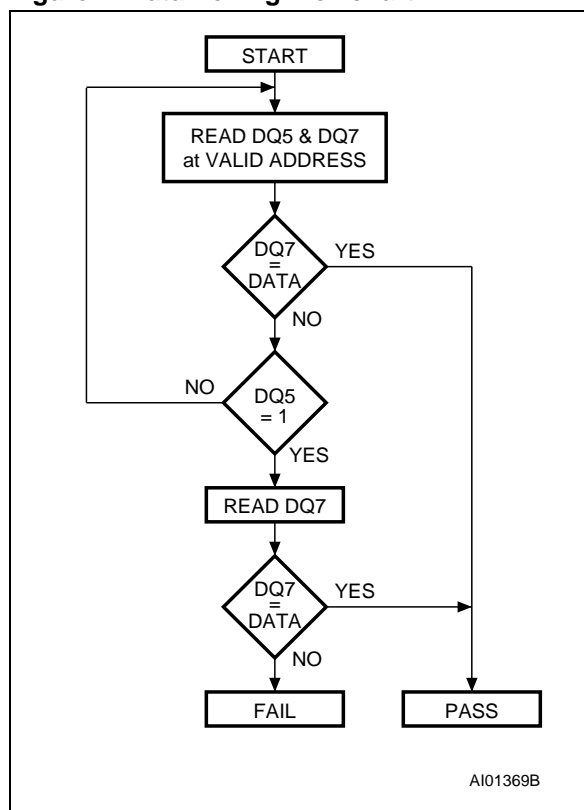 START
READ DQ5 & DQ7
at VALID ADDRESS
DQ7
=
DATA
YES
NO
NO
DQ5
= 1
YES
READ DQ7
DQ7
=
DATA
YES
NO
FAIL
PASS
AI01369B